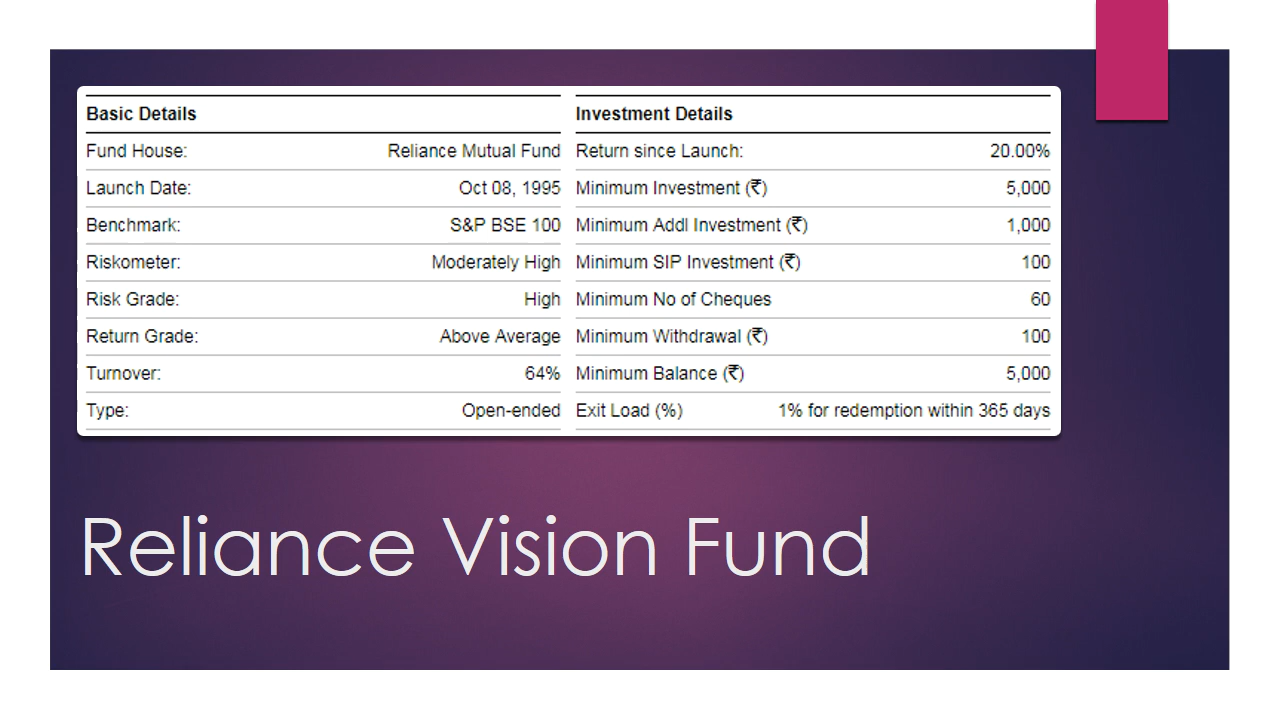 Basic Details
Fund House: Reliance Mutual Fund
Launch Date: Oct 08, 1995
Benchmark: S&P BSE 100
Riskometer: Moderately High
Risk Grade: High
Return Grade: Above Average
Turnover: 64%
Type: Open-ended
Investment Details
Return since Launch: 20.00%
Minimum Investment (₹) 5,000
Minimum Addl Investment (₹) 1,000
Minimum SIP Investment (₹) 100
Minimum No of Cheques 60
Minimum Withdrawal (₹) 100
Minimum Balance (₹) 5,000
Exit Load (%) 1% for redemption within 365 days
Reliance Vision Fund